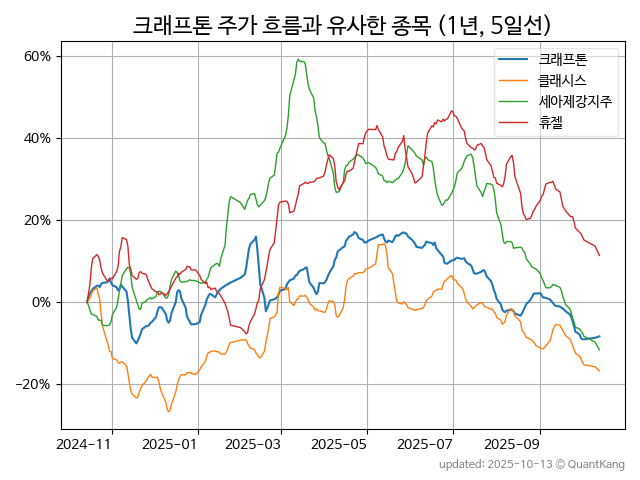 크래프톤 주가 흐름과 유사한 종목 (1년, 5일선)
크래프톤
클래시스
세아제강지주
휴젤
60%
40%
20%
0%
−20%
2024-11
2025-01
2025-03
2025-05
2025-07
2025-09
updated: 2025-10-13 © QuantKang